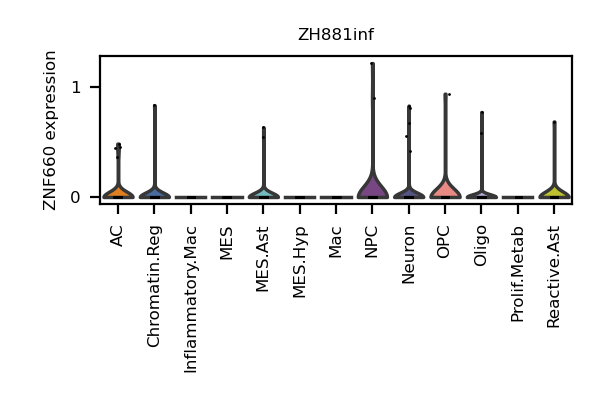 ZH881inf
ZNF660 expression
1
0
AC
Chromatin.Reg
Inflammatory.Mac
MES
MES.Ast
MES.Hyp
Mac
NPC
Neuron
OPC
Oligo
Prolif.Metab
Reactive.Ast